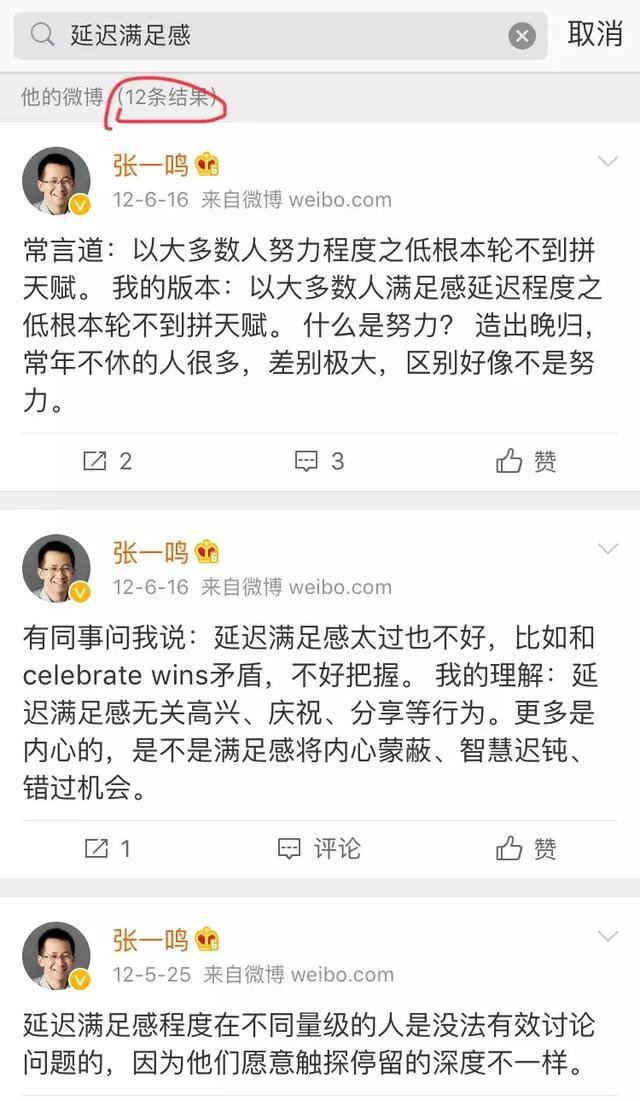 延迟满足感
取消
他的微博（12条结果）
张一鸣
12-6-16 来自微博 weibo.com
常言道：以大多数人努力程度之低根本轮不到拼
天赋。 我的版本：以大多数人满足感延迟程度之
低根本轮不到拼天赋。 什么是努力？ 造出晚归，
常年不休的人很多，差别极大，区别好像不是努
力。
2
3
赞
张一鸣
12-6-16 来自微博 weibo.com
有同事问我说：延迟满足感太过也不好，比如和
celebrate wins矛盾，不好把握。 我的理解：延
迟满足感无关高兴、庆祝、分享等行为。更多是
内心的，是不是满足感将内心蒙蔽、智慧迟钝、
错过机会。
1
评论
赞
张一鸣
12-5-25 来自微博 weibo.com
延迟满足感程度在不同量级的人是没法有效讨论
问题的，因为他们愿意触探停留的深度不一样。